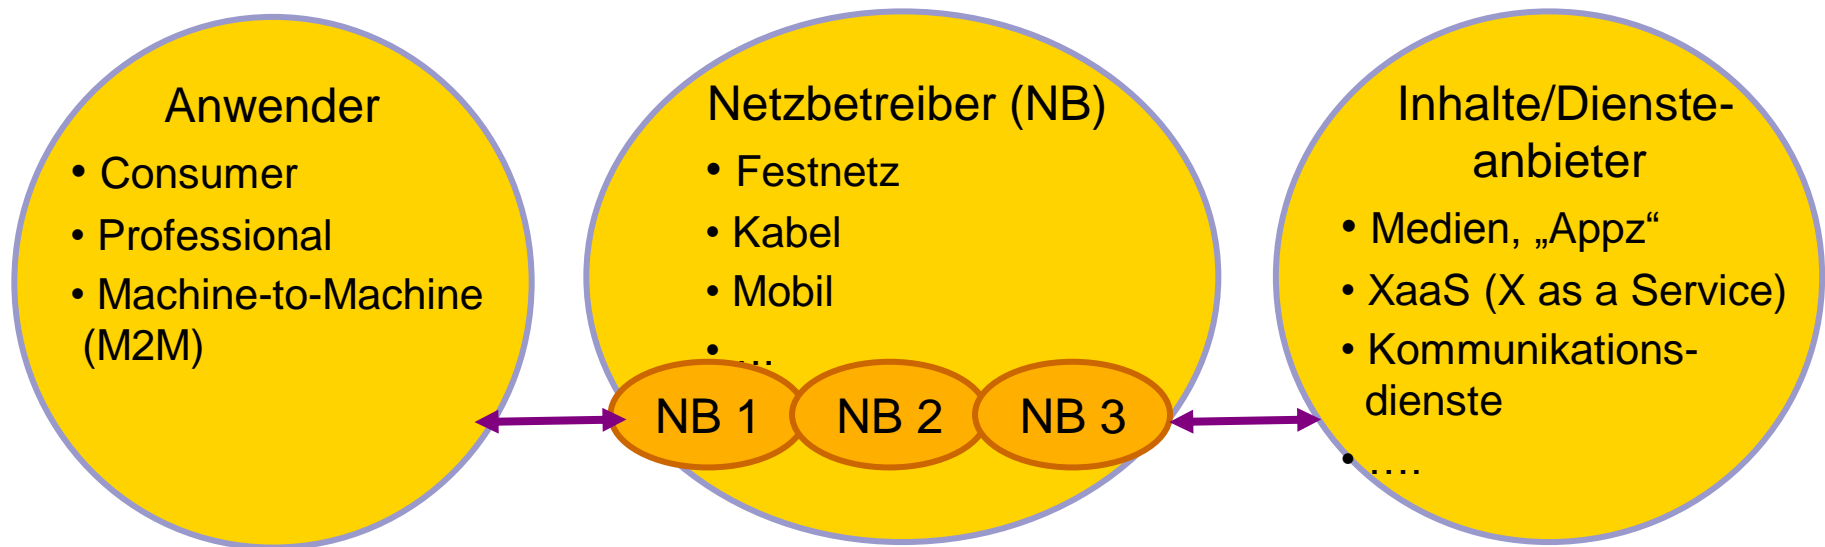 Anwender
• Consumer
• Professional
• Machine-to-Machine
(M2M)
Netzbetreiber (NB)
• Festnetz
• Kabel
• Mobil
• ...
NB 1
NB 2
NB 3
Inhalte/Dienste-
anbieter
• Medien, „Appz“
• XaaS (X as a Service)
• Kommunikations-
dienste
• ....